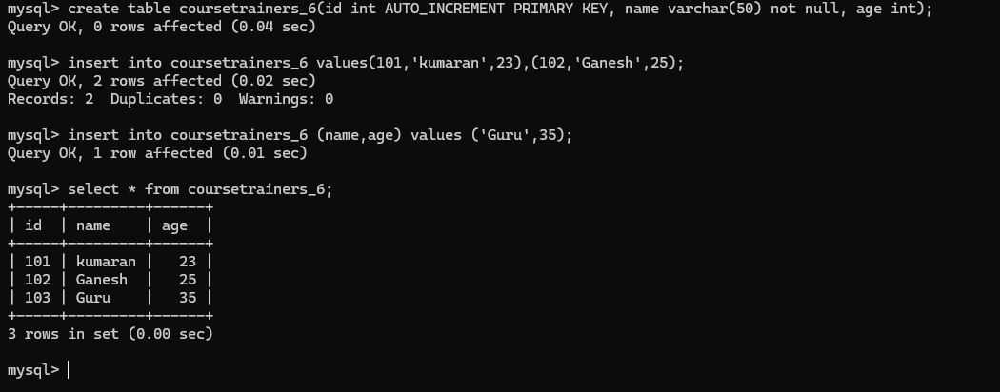 mysql> create table coursetrainers_6(id int AUTO_INCREMENT PRIMARY KEY, name varchar(50) not null, age int);
Query OK, 0 rows affected (0.04 sec)
mysql> insert into coursetrainers_6 values(101,'kumaran',23),(102,'Ganesh',25);
Query OK, 2 rows affected (0.02 sec)
Records: 2  Duplicates: 0  Warnings: 0
mysql> insert into coursetrainers_6 (name,age) values ('Guru',35);
Query OK, 1 row affected (0.01 sec)
mysql> select * from coursetrainers_6;
+-----+---------+------+
| id  | name    | age  |
+-----+---------+------+
| 101 | kumaran |   23 |
| 102 | Ganesh  |   25 |
| 103 | Guru    |   35 |
+-----+---------+------+
3 rows in set (0.00 sec)
mysql>